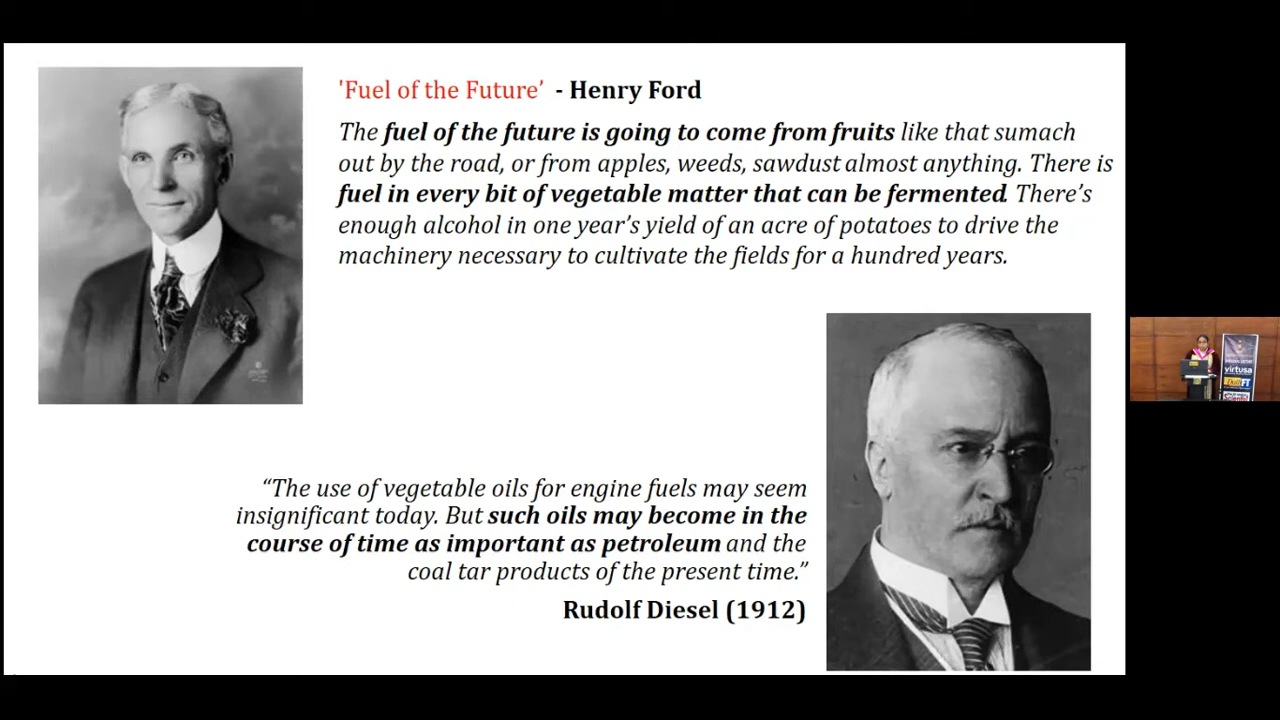 'Fuel of the Future’ - Henry Ford
The fuel of the future is going to come from fruits like that sumach
out by the road, or from apples, weeds, sawdust almost anything. There is
fuel in every bit of vegetable matter that can be fermented. There’s
enough alcohol in one year’s yield of an acre of potatoes to drive the
machinery necessary to cultivate the fields for a hundred years.
“The use of vegetable oils for engine fuels may seem
insignificant today. But such oils may become in the
course of time as important as petroleum and the
coal tar products of the present time.”
Rudolf Diesel (1912)
virtusa